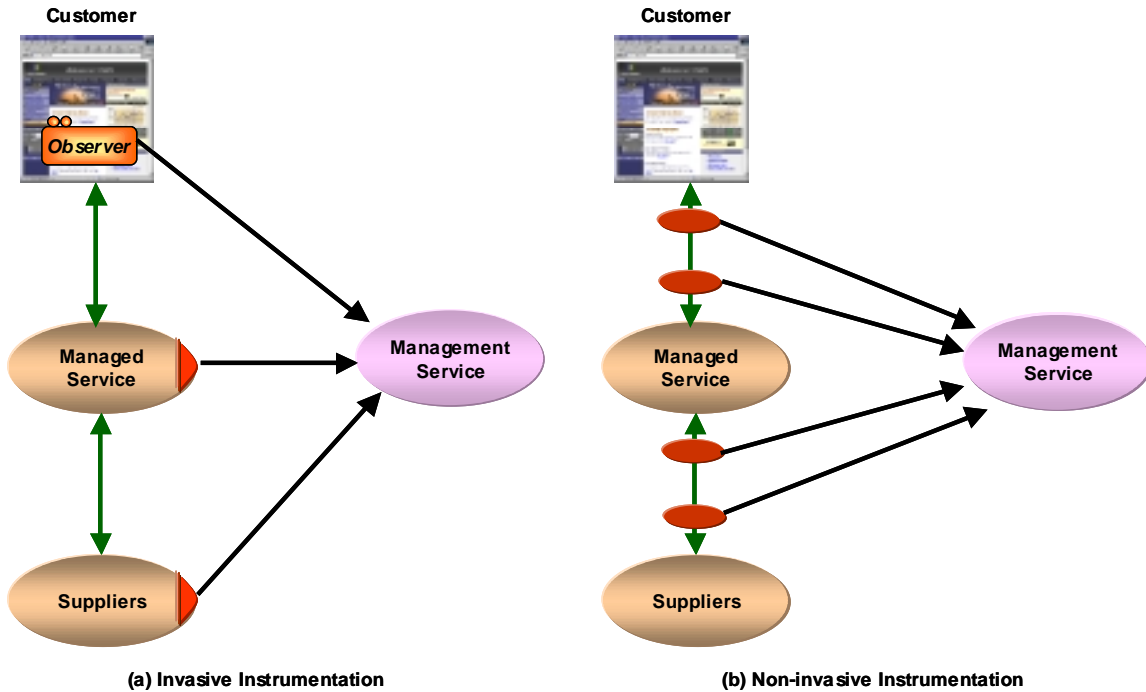 Customer
Observer
Managed
Service
Management
Service
Suppliers
(a) Invasive Instrumentation
Customer
Managed
Service
Management
Service
Suppliers
(b) Non-invasive Instrumentation